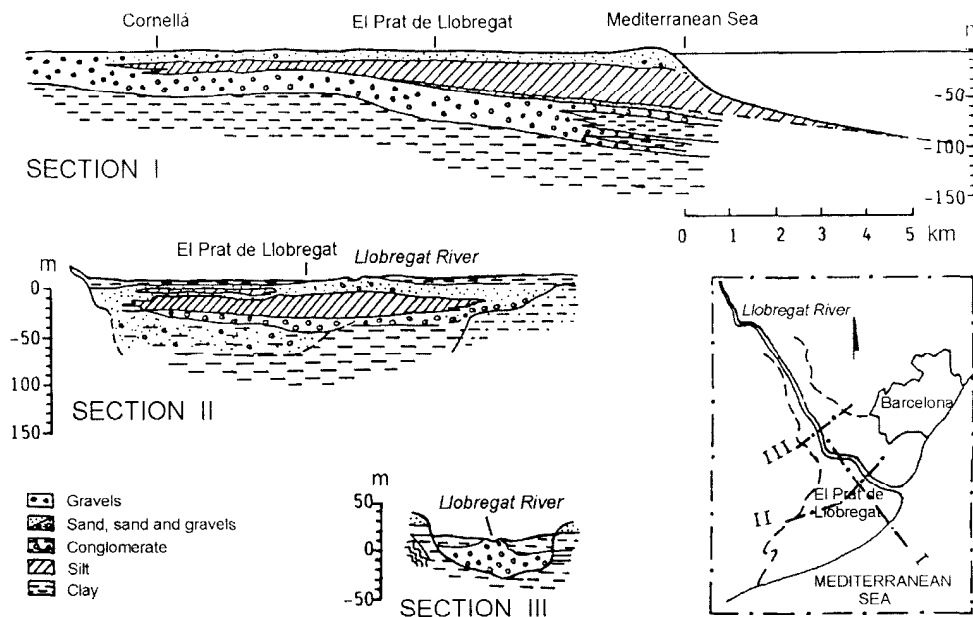 Cornellá
El Prat de Llobregat
Mediterranean Sea
m
0
-50
-100
-150
SECTION I
0 1 2 3 4 5 km
El Prat de Llobregat
Llobregat River
m
0
-50
100
150
SECTION II
Gravels
Sand, sand and gravels
Conglomerate
Silt
Clay
m
50
0
-50
Llobregat River
SECTION III
Llobregat River
Barcelona
III
El Prat de
Llobregat
II
I
MEDITERRANEAN
SEA